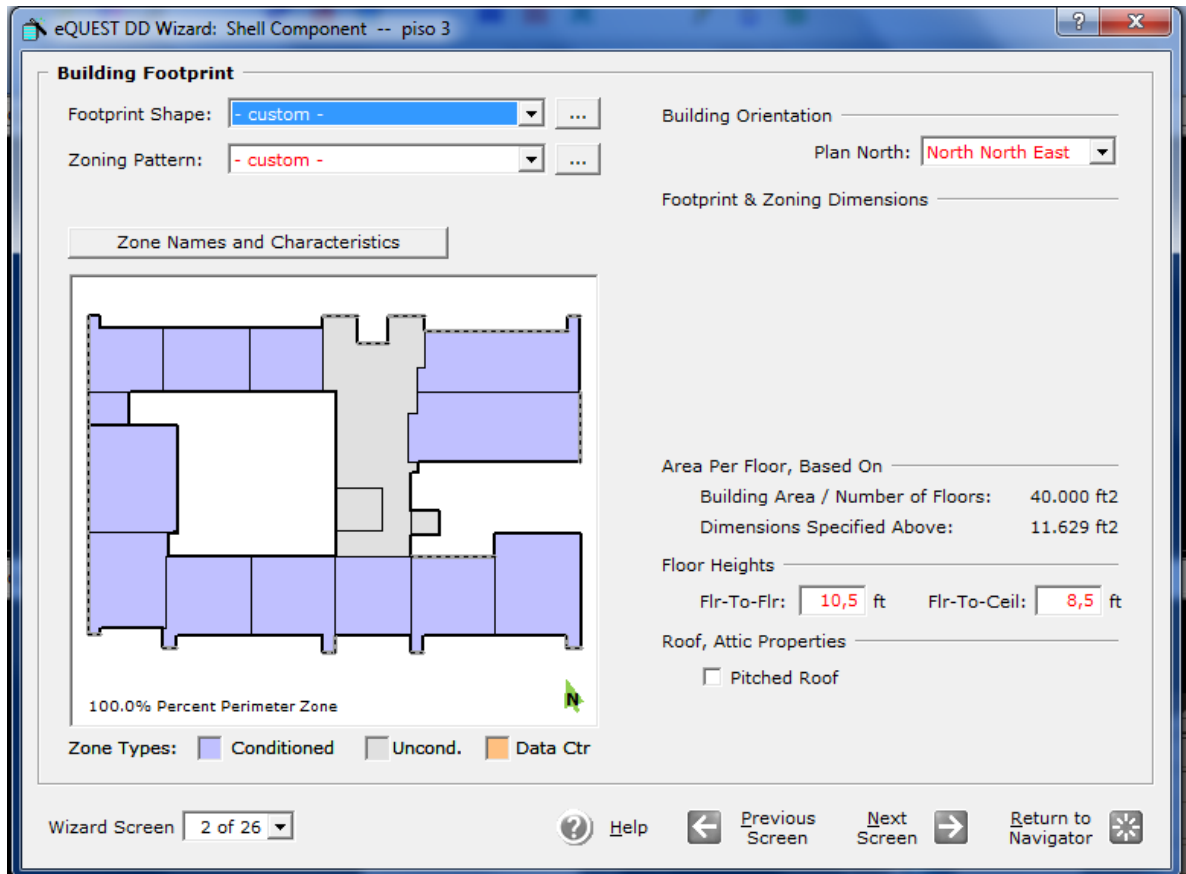 eQUEST DD Wizard: Shell Component -- piso 3
?
X
Building Footprint
Footprint Shape: - custom - ...
Zoning Pattern: - custom - ...
Zone Names and Characteristics
100.0% Percent Perimeter Zone
N
Zone Types: Conditioned Uncond. Data Ctr
Building Orientation
Plan North: North North East
Footprint & Zoning Dimensions
Area Per Floor, Based On
Building Area / Number of Floors: 40.000 ft2
Dimensions Specified Above: 11.629 ft2
Floor Heights
Flr-To-Flr: 10,5 ft Flr-To-Ceil: 8,5 ft
Roof, Attic Properties
Pitched Roof
Wizard Screen 2 of 26
? Help
Previous
Screen
Next
Screen
Return to
Navigator